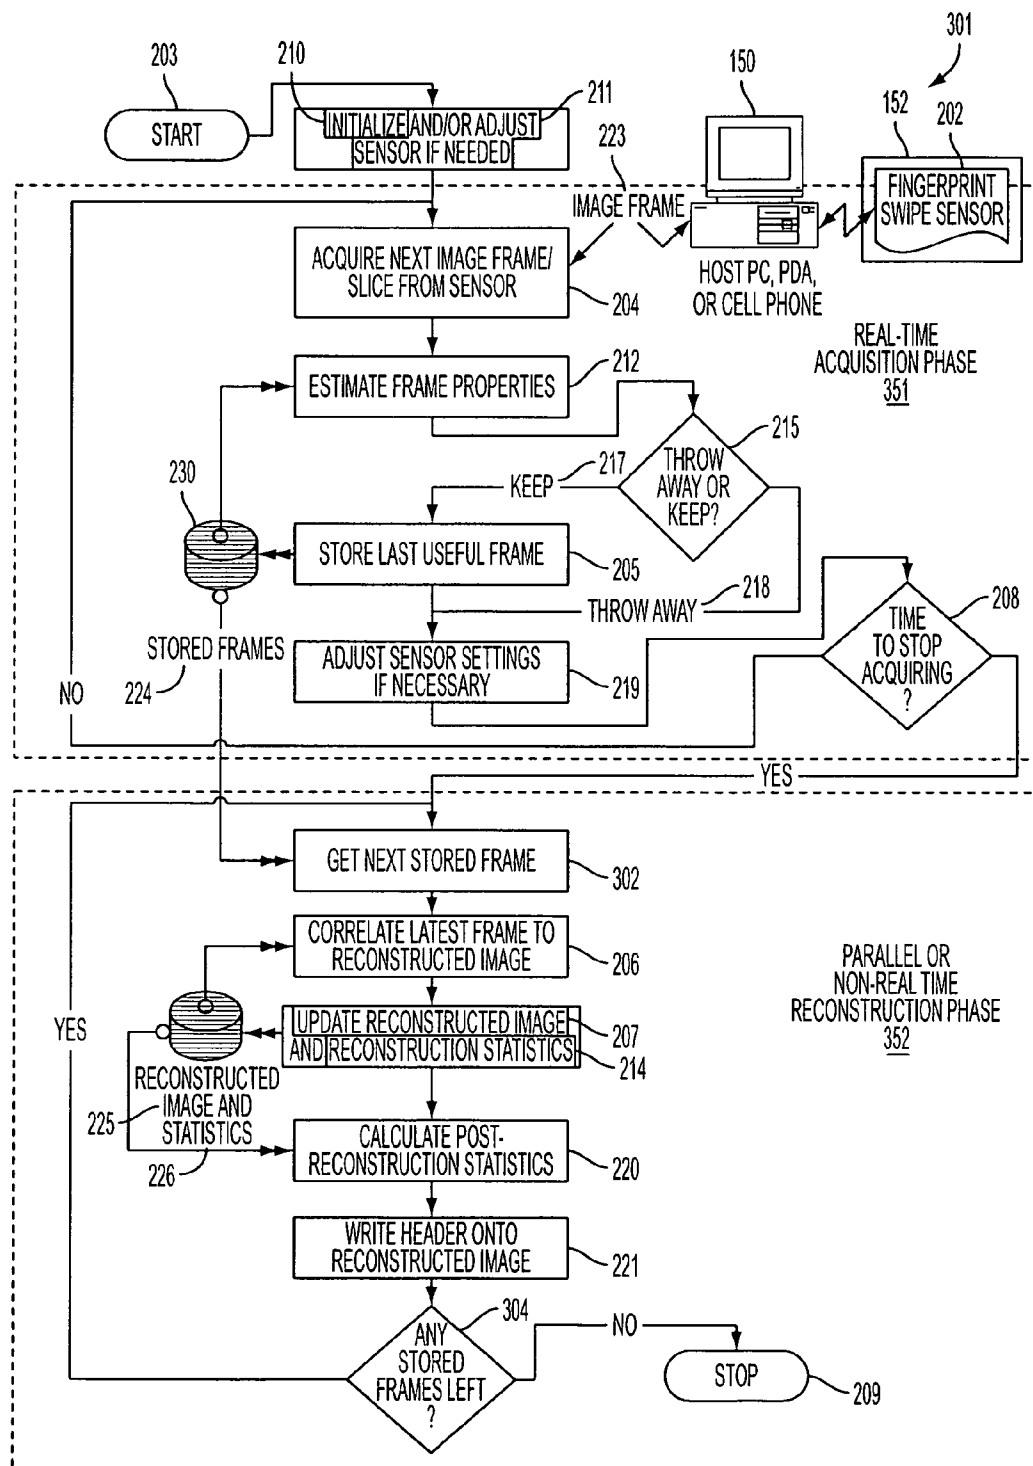 301
203
START
210
INITIALIZE AND/OR ADJUST
SENSOR IF NEEDED
211
150
152
202
FINGERPRINT
SWIPE SENSOR
223
IMAGE FRAME
HOST PC, PDA,
OR CELL PHONE
ACQUIRE NEXT IMAGE FRAME/
SLICE FROM SENSOR
204
REAL-TIME
ACQUISITION PHASE
351
ESTIMATE FRAME PROPERTIES
212
215
THROW
AWAY OR
KEEP?
217
KEEP
230
STORE LAST USEFUL FRAME
205
218
THROW AWAY
208
TIME
TO STOP
ACQUIRING
?
STORED FRAMES
224
ADJUST SENSOR SETTINGS
IF NECESSARY
219
NO
YES
GET NEXT STORED FRAME
302
CORRELATE LATEST FRAME TO
RECONSTRUCTED IMAGE
206
PARALLEL OR
NON-REAL TIME
RECONSTRUCTION PHASE
352
YES
UPDATE RECONSTRUCTED IMAGE
AND RECONSTRUCTION STATISTICS
207
214
RECONSTRUCTED
IMAGE AND
STATISTICS
225
226
CALCULATE POST-
RECONSTRUCTION STATISTICS
220
WRITE HEADER ONTO
RECONSTRUCTED IMAGE
221
304
ANY
STORED
FRAMES LEFT
?
NO
STOP
209